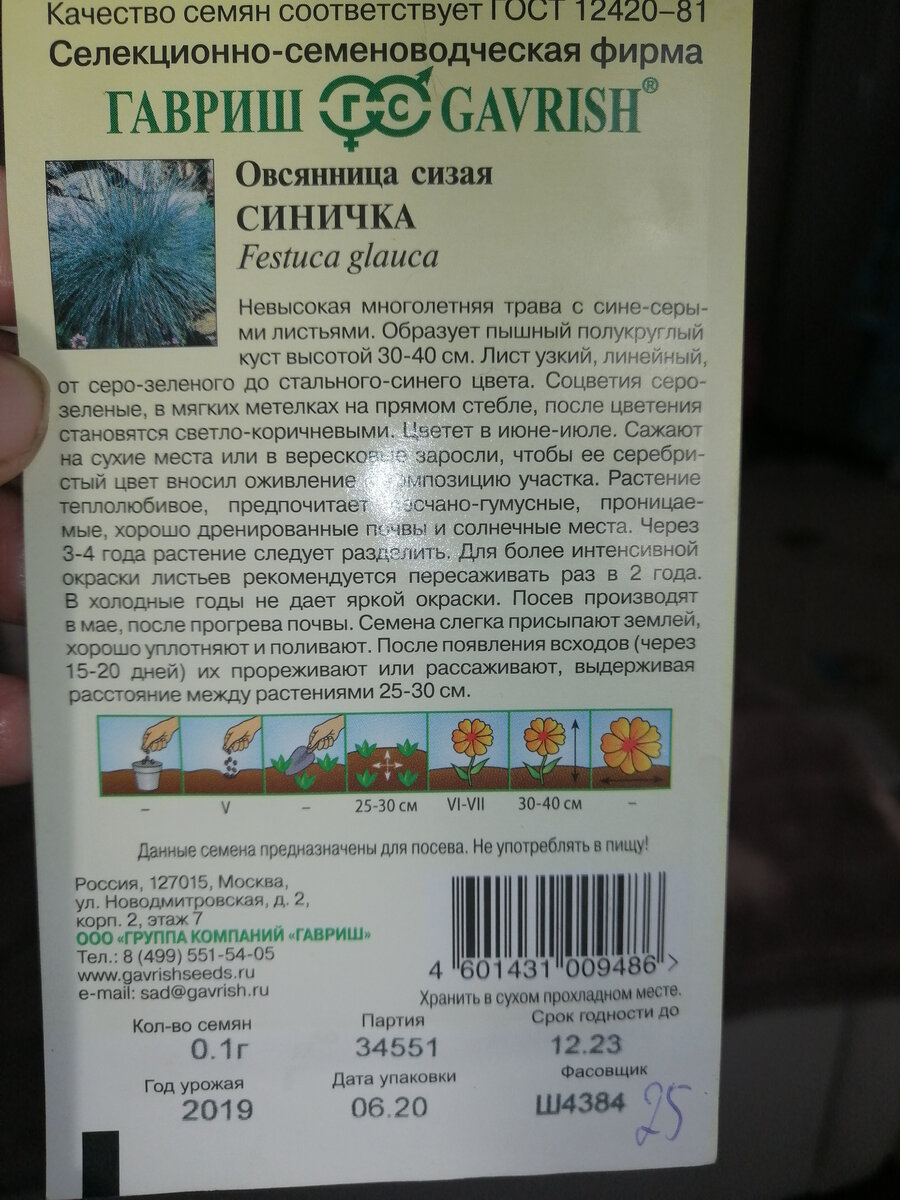 Качество семян соответствует ГОСТ 12420-81
Селекционно-семеноводческая фирма
ГАВРИШ ГС GAVRISH®
Овсянница сизая
СИНИЧКА
Festuca glauca
Невысокая многолетняя трава с сине-серы-
ми листьями. Образует пышный полукруглый
куст высотой 30-40 см. Лист узкий, линейный,
от серо-зеленого до стального-синего цвета. Соцветия серо-
зеленые, в мягких метелках на прямом стебле, после цветения
становятся светло-коричневыми. Цветет в июне-июле. Сажают
на сухие места или в вересковые заросли, чтобы ее серебри-
стый цвет вносил оживление композицию участка. Растение
теплолюбивое, предпочитает песчано-гумусные, проницае-
мые, хорошо дренированные почвы и солнечные места. Через
3-4 года растение следует разделить. Для более интенсивной
окраски листьев рекомендуется пересаживать раз в 2 года.
В холодные годы не дает яркой окраски. Посев производят
в мае, после прогрева почвы. Семена слегка присыпают землей,
хорошо уплотняют и поливают. После появления всходов (через
15-20 дней) их прореживают или рассаживают, выдерживая
расстояние между растениями 25-30 см.
– V – 25-30 см VI-VII 30-40 см –
Данные семена предназначены для посева. Не употреблять в пищу!
Россия, 127015, Москва,
ул. Новодмитровская, д. 2,
корп. 2, этаж 7
ООО «ГРУППА КОМПАНИЙ «ГАВРИШ»
Тел.: 8 (499) 551-54-05
www.gavrishseeds.ru
e-mail: sad@gavrish.ru
4 601431 009486 >
Хранить в сухом прохладном месте.
Кол-во семян Партия Срок годности до
0.1г 34551 12.23
Год урожая Дата упаковки Фасовщик
2019 06.20 Ш4384
25